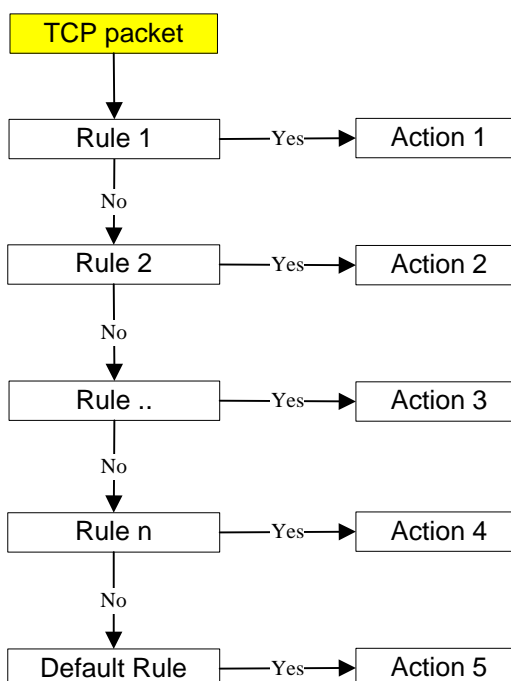 TCP packet
Rule 1
Yes
Action 1
No
Rule 2
Yes
Action 2
No
Rule ..
Yes
Action 3
No
Rule n
Yes
Action 4
No
Default Rule
Yes
Action 5